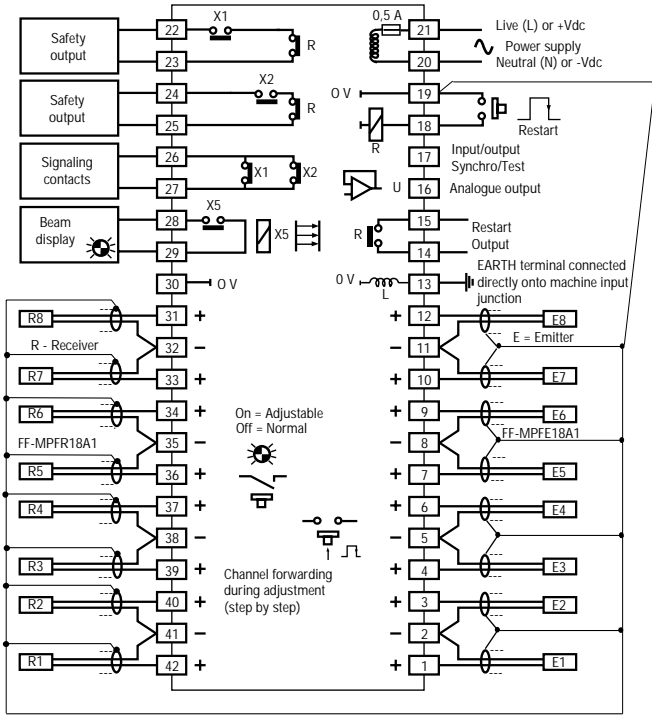 X1
22
Safety
output
R
23
X2
24
Safety
output
R
25
26
Signaling
contacts
X1
X2
27
X5
28
Beam
display
X5
29
30
0 V
0,5 A
21
Live (L) or +Vdc
Power supply
20
Neutral (N) or -Vdc
0 V
19
18
R
Restart
17
Input/output
Synchro/Test
U
16
Analogue output
15
R
Restart
Output
14
EARTH terminal connected
directly onto machine input
junction
0 V
L
13
R8
31
+
R - Receiver
32
–
R7
33
+
R6
34
+
FF-MPFR18A1
35
–
R5
36
+
R4
37
+
38
–
R3
39
+
R2
40
+
41
–
R1
42
+
On = Adjustable
Off = Normal
Channel forwarding
during adjustment
(step by step)
+
12
E8
E = Emitter
–
11
+
10
E7
+
9
E6
–
8
FF-MPFE18A1
+
7
E5
+
6
E4
–
5
+
4
E3
+
3
E2
–
2
+
1
E1